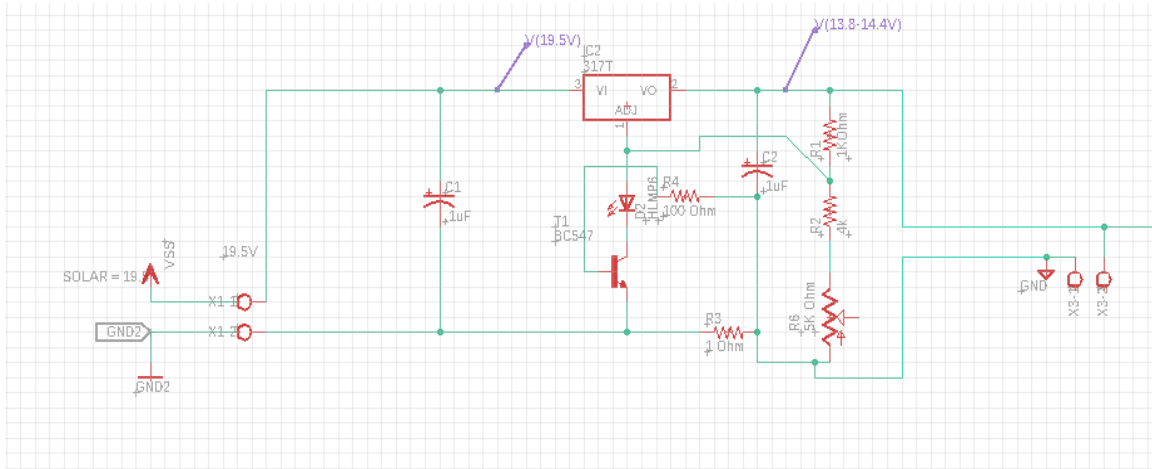 V(19.5V)
V(13.8-14.4V)
IC2
317T
3
VI
VO
2
ADJ
1
R1
1KOhm
C2
1uF
C1
1uF
R4
100 Ohm
D2
HLMP6
R2
4k
T1
BC547
VSS
19.5V
SOLAR = 19.
X1-1
GND2
X1-2
GND2
R3
1 Ohm
R6
5K Ohm
GND
X3-1
X3-2